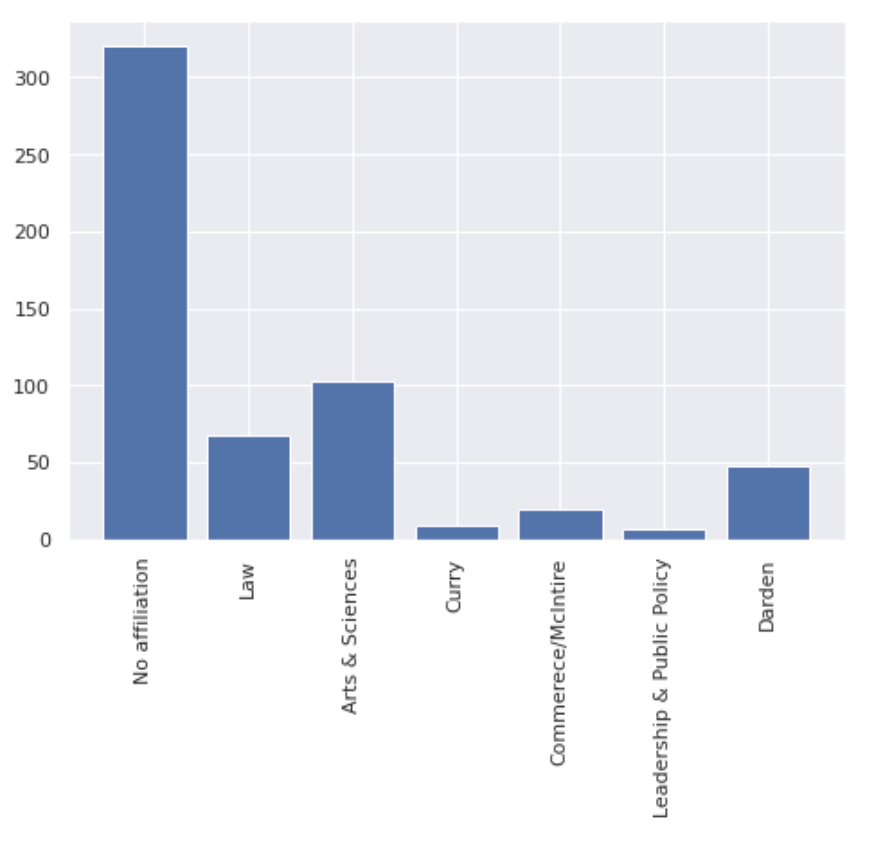 300
250
200
150
100
50
0
No affiliation
Law
Arts & Sciences
Curry
Commerece/McIntire
Leadership & Public Policy
Darden